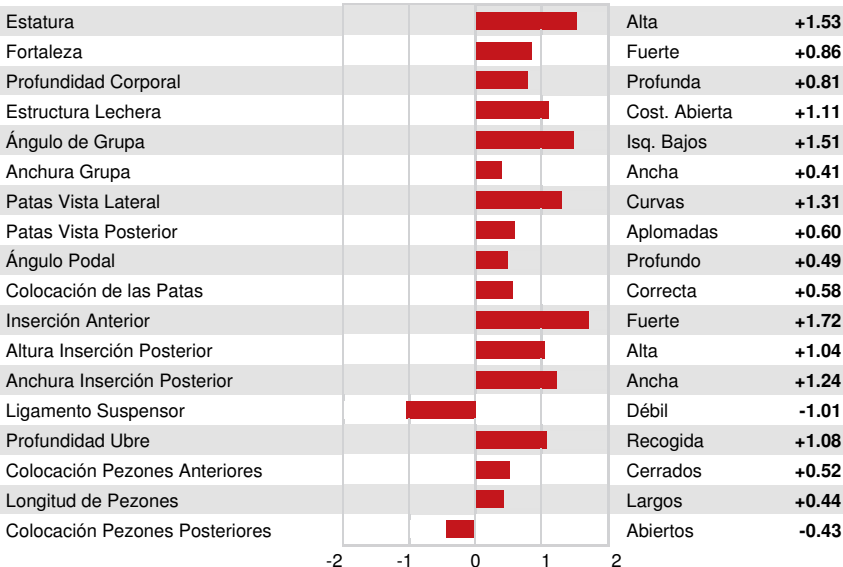 Estatura Alta +1.53
Fortaleza Fuerte +0.86
Profundidad Corporal Profunda +0.81
Estructura Lechera Cost. Abierta +1.11
Ángulo de Grupa Isq. Bajos +1.51
Anchura Grupa Ancha +0.41
Patas Vista Lateral Curvas +1.31
Patas Vista Posterior Aplomadas +0.60
Ángulo Podal Profundo +0.49
Colocación de las Patas Correcta +0.58
Inserción Anterior Fuerte +1.72
Altura Inserción Posterior Alta +1.04
Anchura Inserción Posterior Ancha +1.24
Ligamento Suspensor Débil -1.01
Profundidad Ubre Recogida +1.08
Colocación Pezones Anteriores Cerrados +0.52
Longitud de Pezones Largos +0.44
Colocación Pezones Posteriores Abiertos -0.43
-2 -1 0 1 2